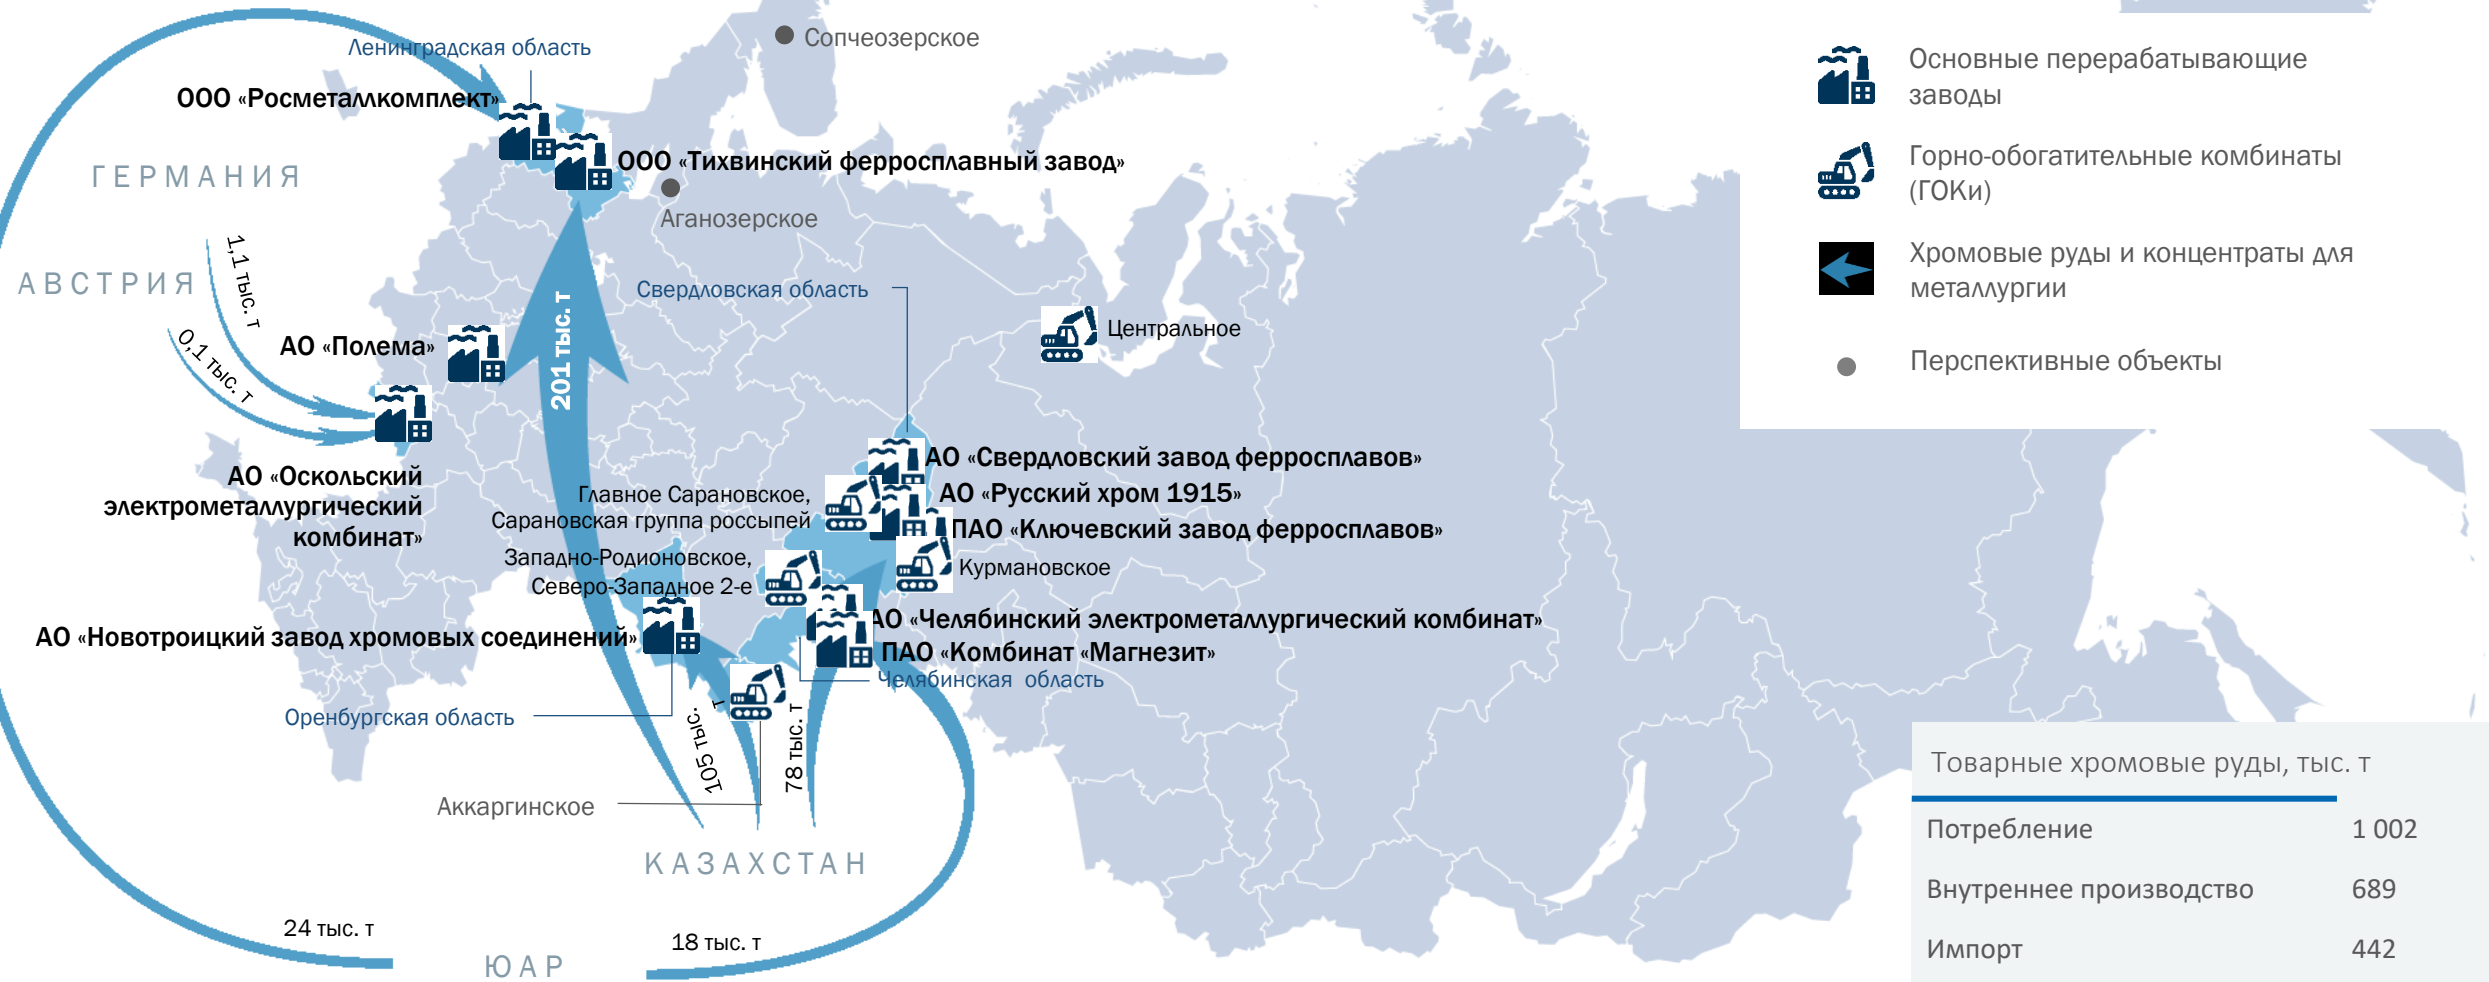 Сопчеозерское
Ленинградская область
ООО «Росметаллкомплект»
ООО «Тихвинский ферросплавный завод»
Аганозерское
ГЕРМАНИЯ
АВСТРИЯ
1,1 тыс. т
0,1 тыс. т
АО «Полема»
201 тыс. т
Свердловская область
Центральное
АО «Оскольский
электрометаллургический
комбинат»
АО «Свердловский завод ферросплавов»
АО «Русский хром 1915»
ПАО «Ключевский завод ферросплавов»
Главное Сарановское,
Сарановская группа россыпей
Западно-Родионовское,
Северо-Западное 2-е
Курмановское
АО «Новотроицкий завод хромовых соединений»
АО «Челябинский электрометаллургический комбинат»
ПАО «Комбинат «Магнезит»
Челябинская область
Оренбургская область
105 тыс.
т
78 тыс. т
Аккаргинское
КАЗАХСТАН
24 тыс. т
18 тыс. т
ЮАР
Основные перерабатывающие
заводы
Горно-обогатительные комбинаты
(ГОКи)
Хромовые руды и концентраты для
металлургии
Перспективные объекты
Товарные хромовые руды, тыс. т
Потребление 1 002
Внутреннее производство 689
Импорт 442